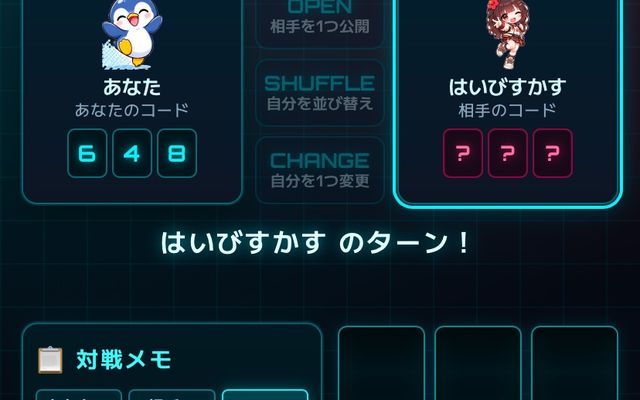 OPEN
相手を1つ公開
SHUFFLE
自分を並び替え
CHANGE
自分を1つ変更
あなた
あなたのコード
6 4 8
はいびすかす
相手のコード
? ? ?
はいびすかす のターン！
対戦メモ